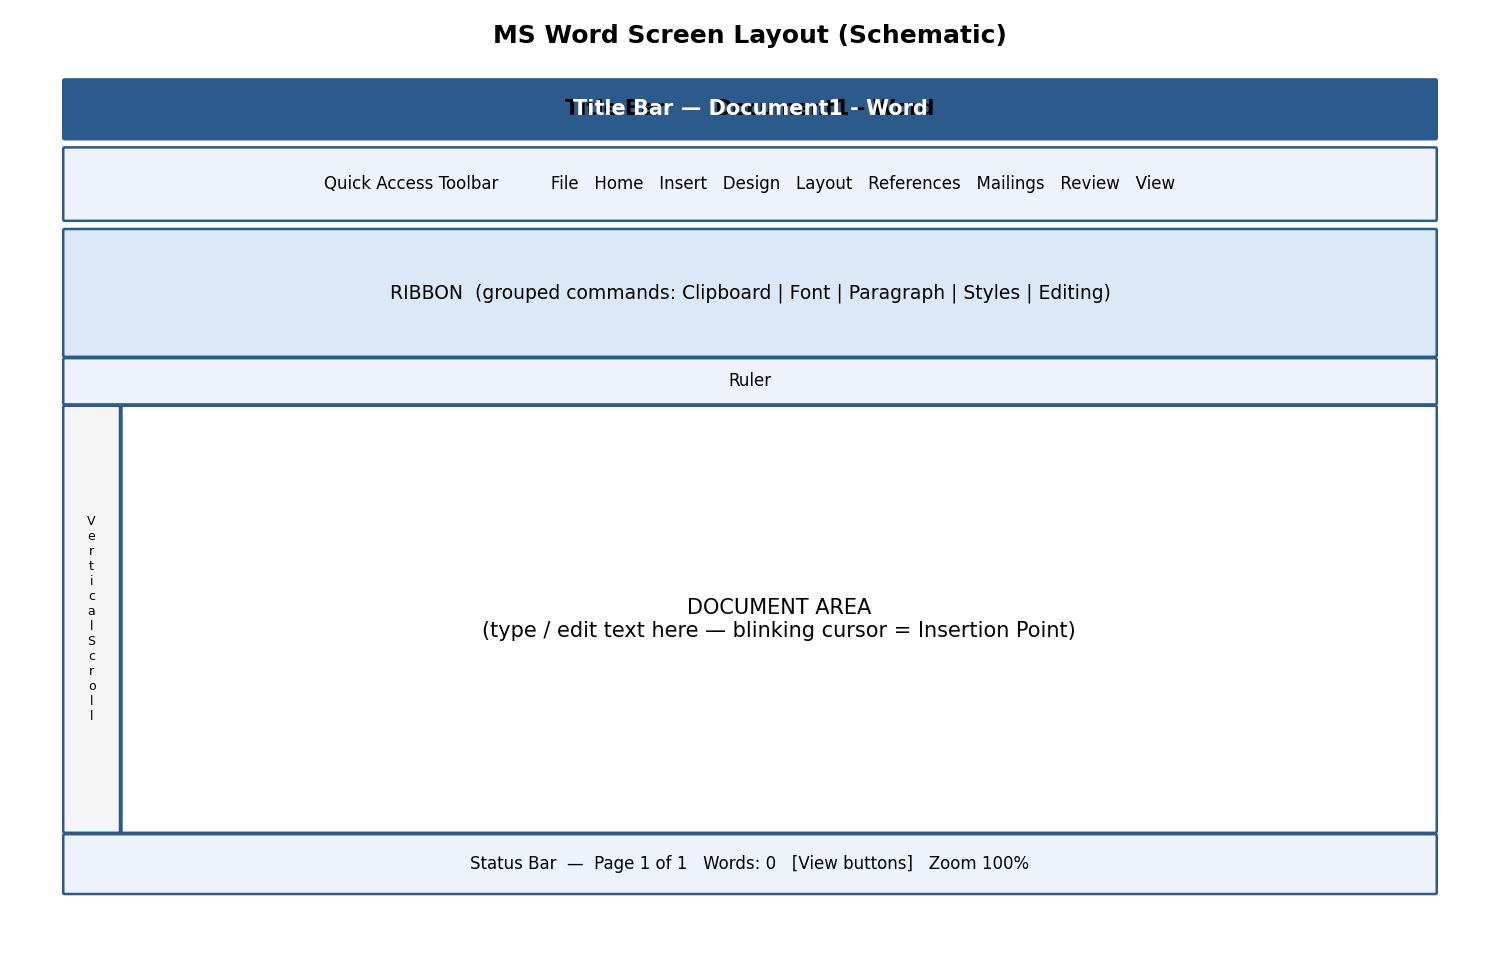 MS Word Screen Layout (Schematic)
Title Bar — Document1 - Word
Quick Access Toolbar File Home Insert Design Layout References Mailings Review View
RIBBON (grouped commands: Clipboard | Font | Paragraph | Styles | Editing)
Ruler
Vertical Scroll
DOCUMENT AREA
(type / edit text here — blinking cursor = Insertion Point)
Status Bar — Page 1 of 1 Words: 0 [View buttons] Zoom 100%